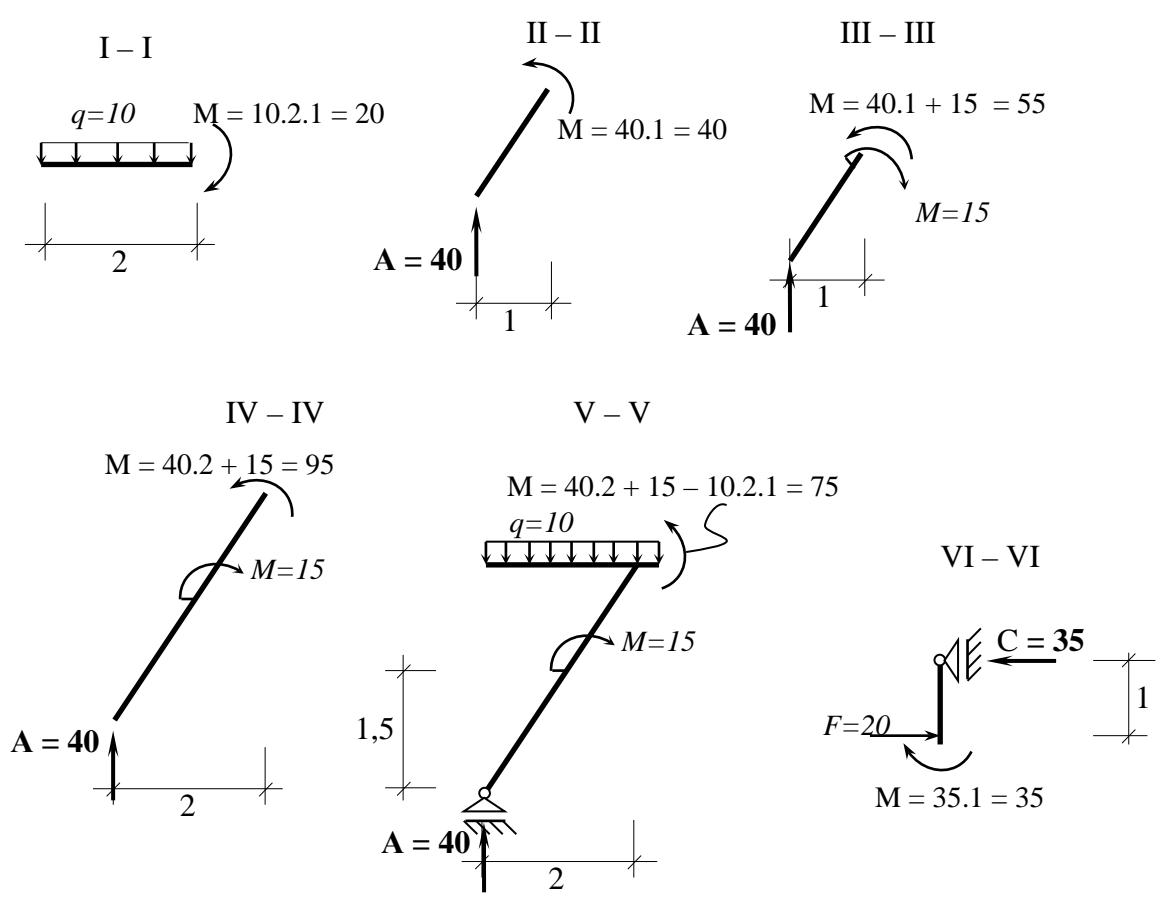 I – I
q=10
M = 10.2.1 = 20
2
II – II
M = 40.1 = 40
A = 40
1
III – III
M = 40.1 + 15  = 55
M=15
1
A = 40
IV – IV
M = 40.2 + 15 = 95
M=15
A = 40
2
V – V
M = 40.2 + 15 – 10.2.1 = 75
q=10
M=15
1,5
A = 40
2
VI – VI
C = 35
1
F=20
M = 35.1 = 35